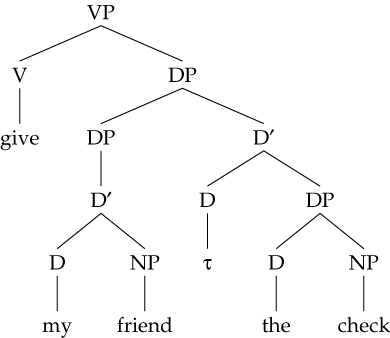 VP
V DP
give DP D′
D′ D DP
D NP τ D NP
my friend the check